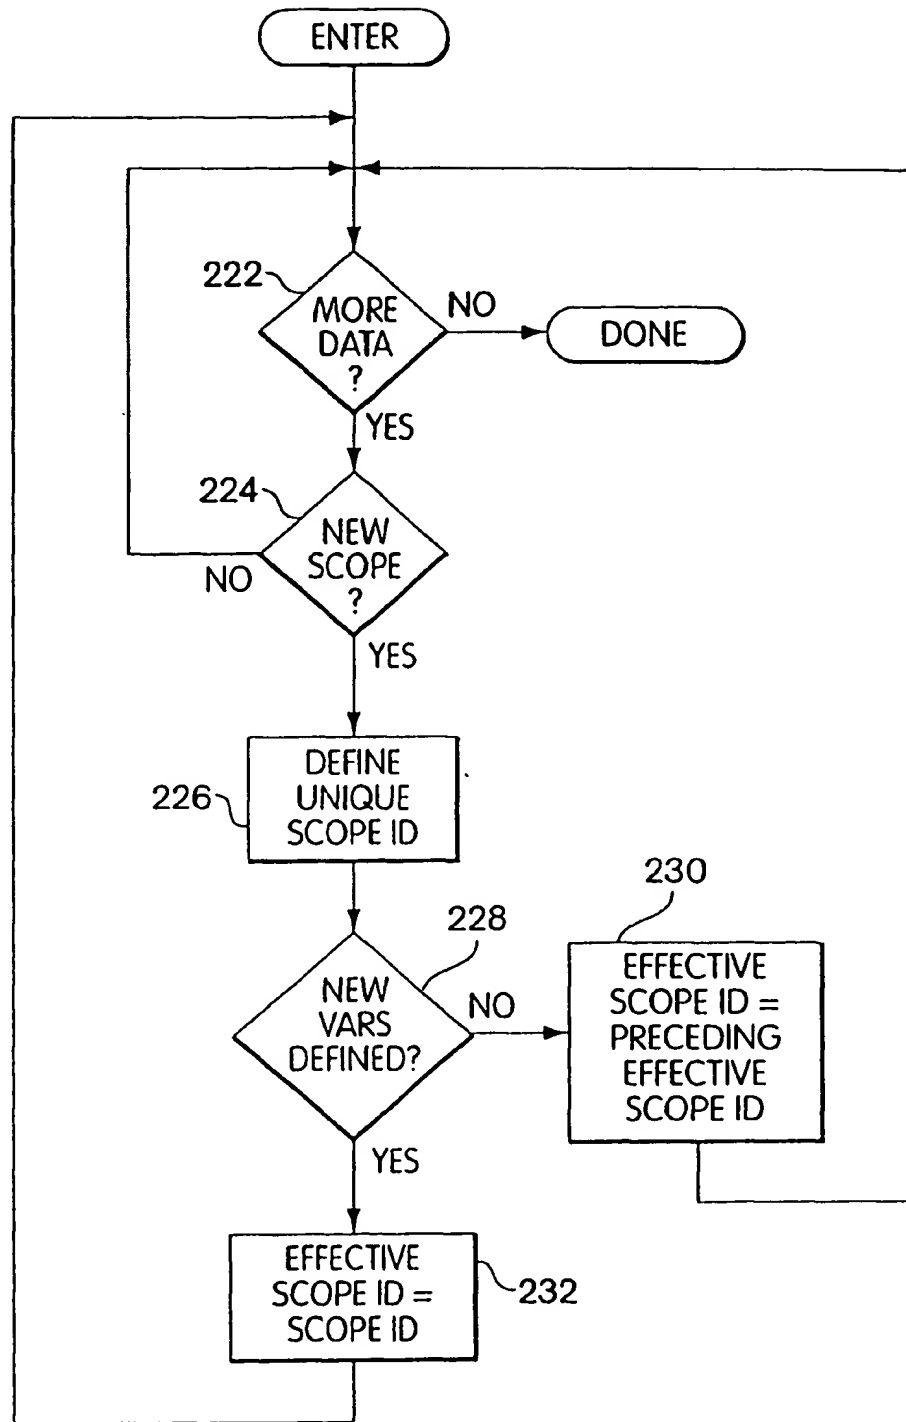 ENTER
222
MORE
DATA
?
NO
DONE
YES
224
NEW
SCOPE
?
NO
YES
226
DEFINE
UNIQUE
SCOPE ID
228
NEW
VARS
DEFINED?
NO
230
EFFECTIVE
SCOPE ID =
PRECEDING
EFFECTIVE
SCOPE ID
YES
EFFECTIVE
SCOPE ID =
SCOPE ID
232